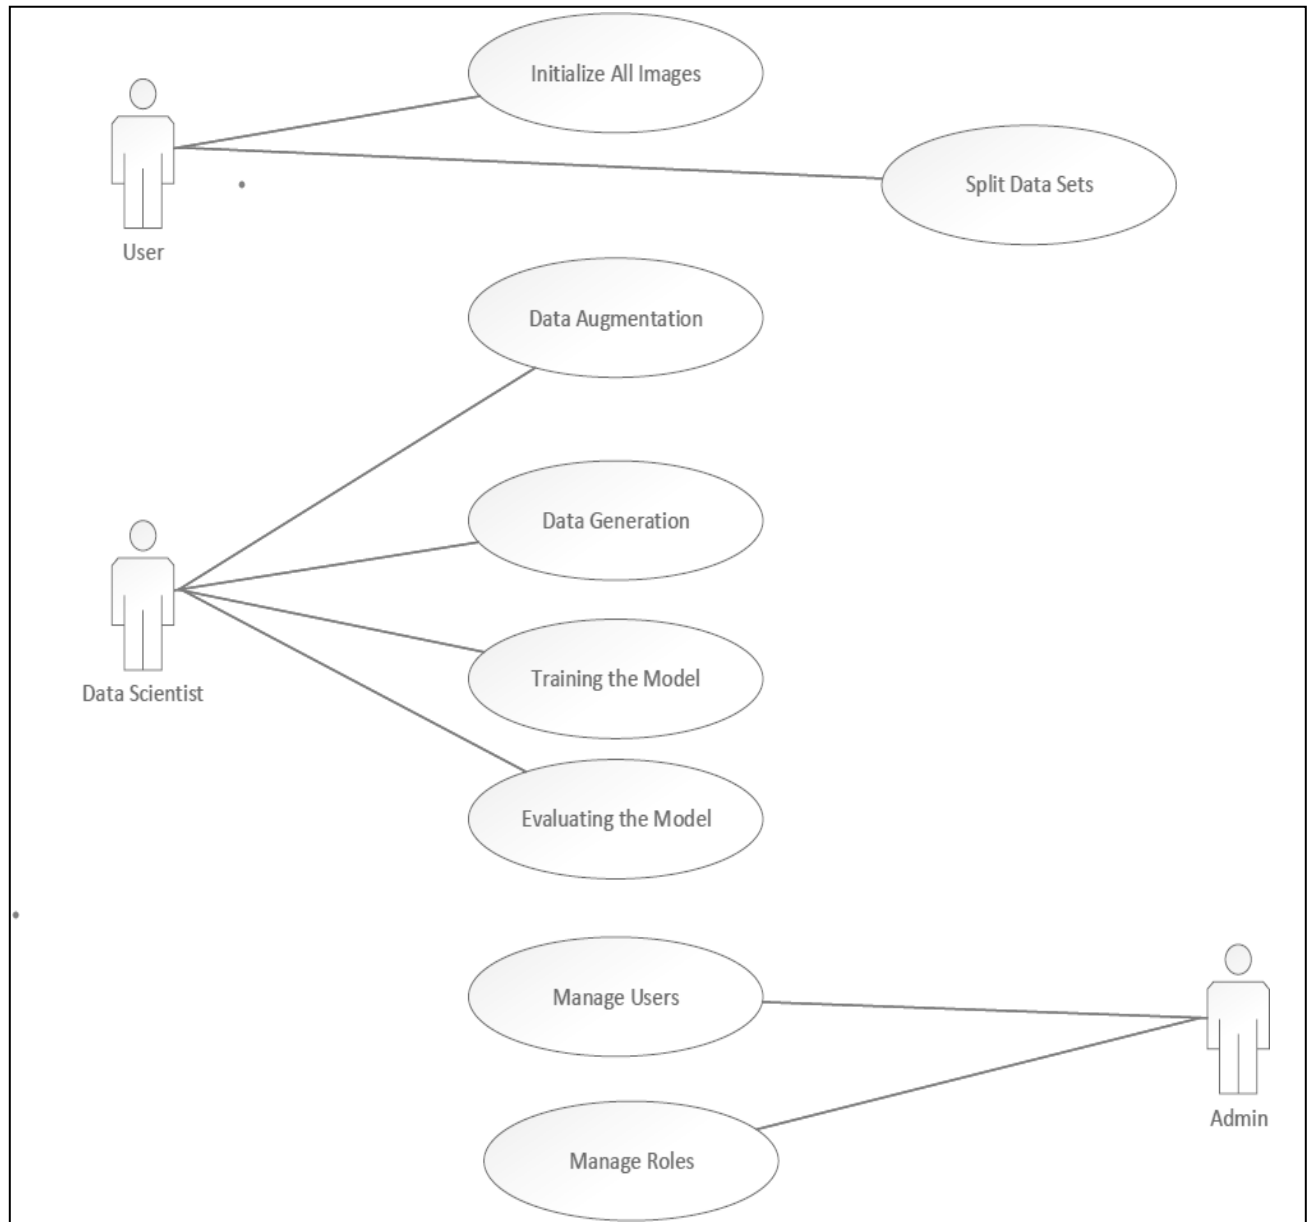 Initialize All Images
Split Data Sets
User
Data Augmentation
Data Generation
Training the Model
Data Scientist
Evaluating the Model
Manage Users
Admin
Manage Roles